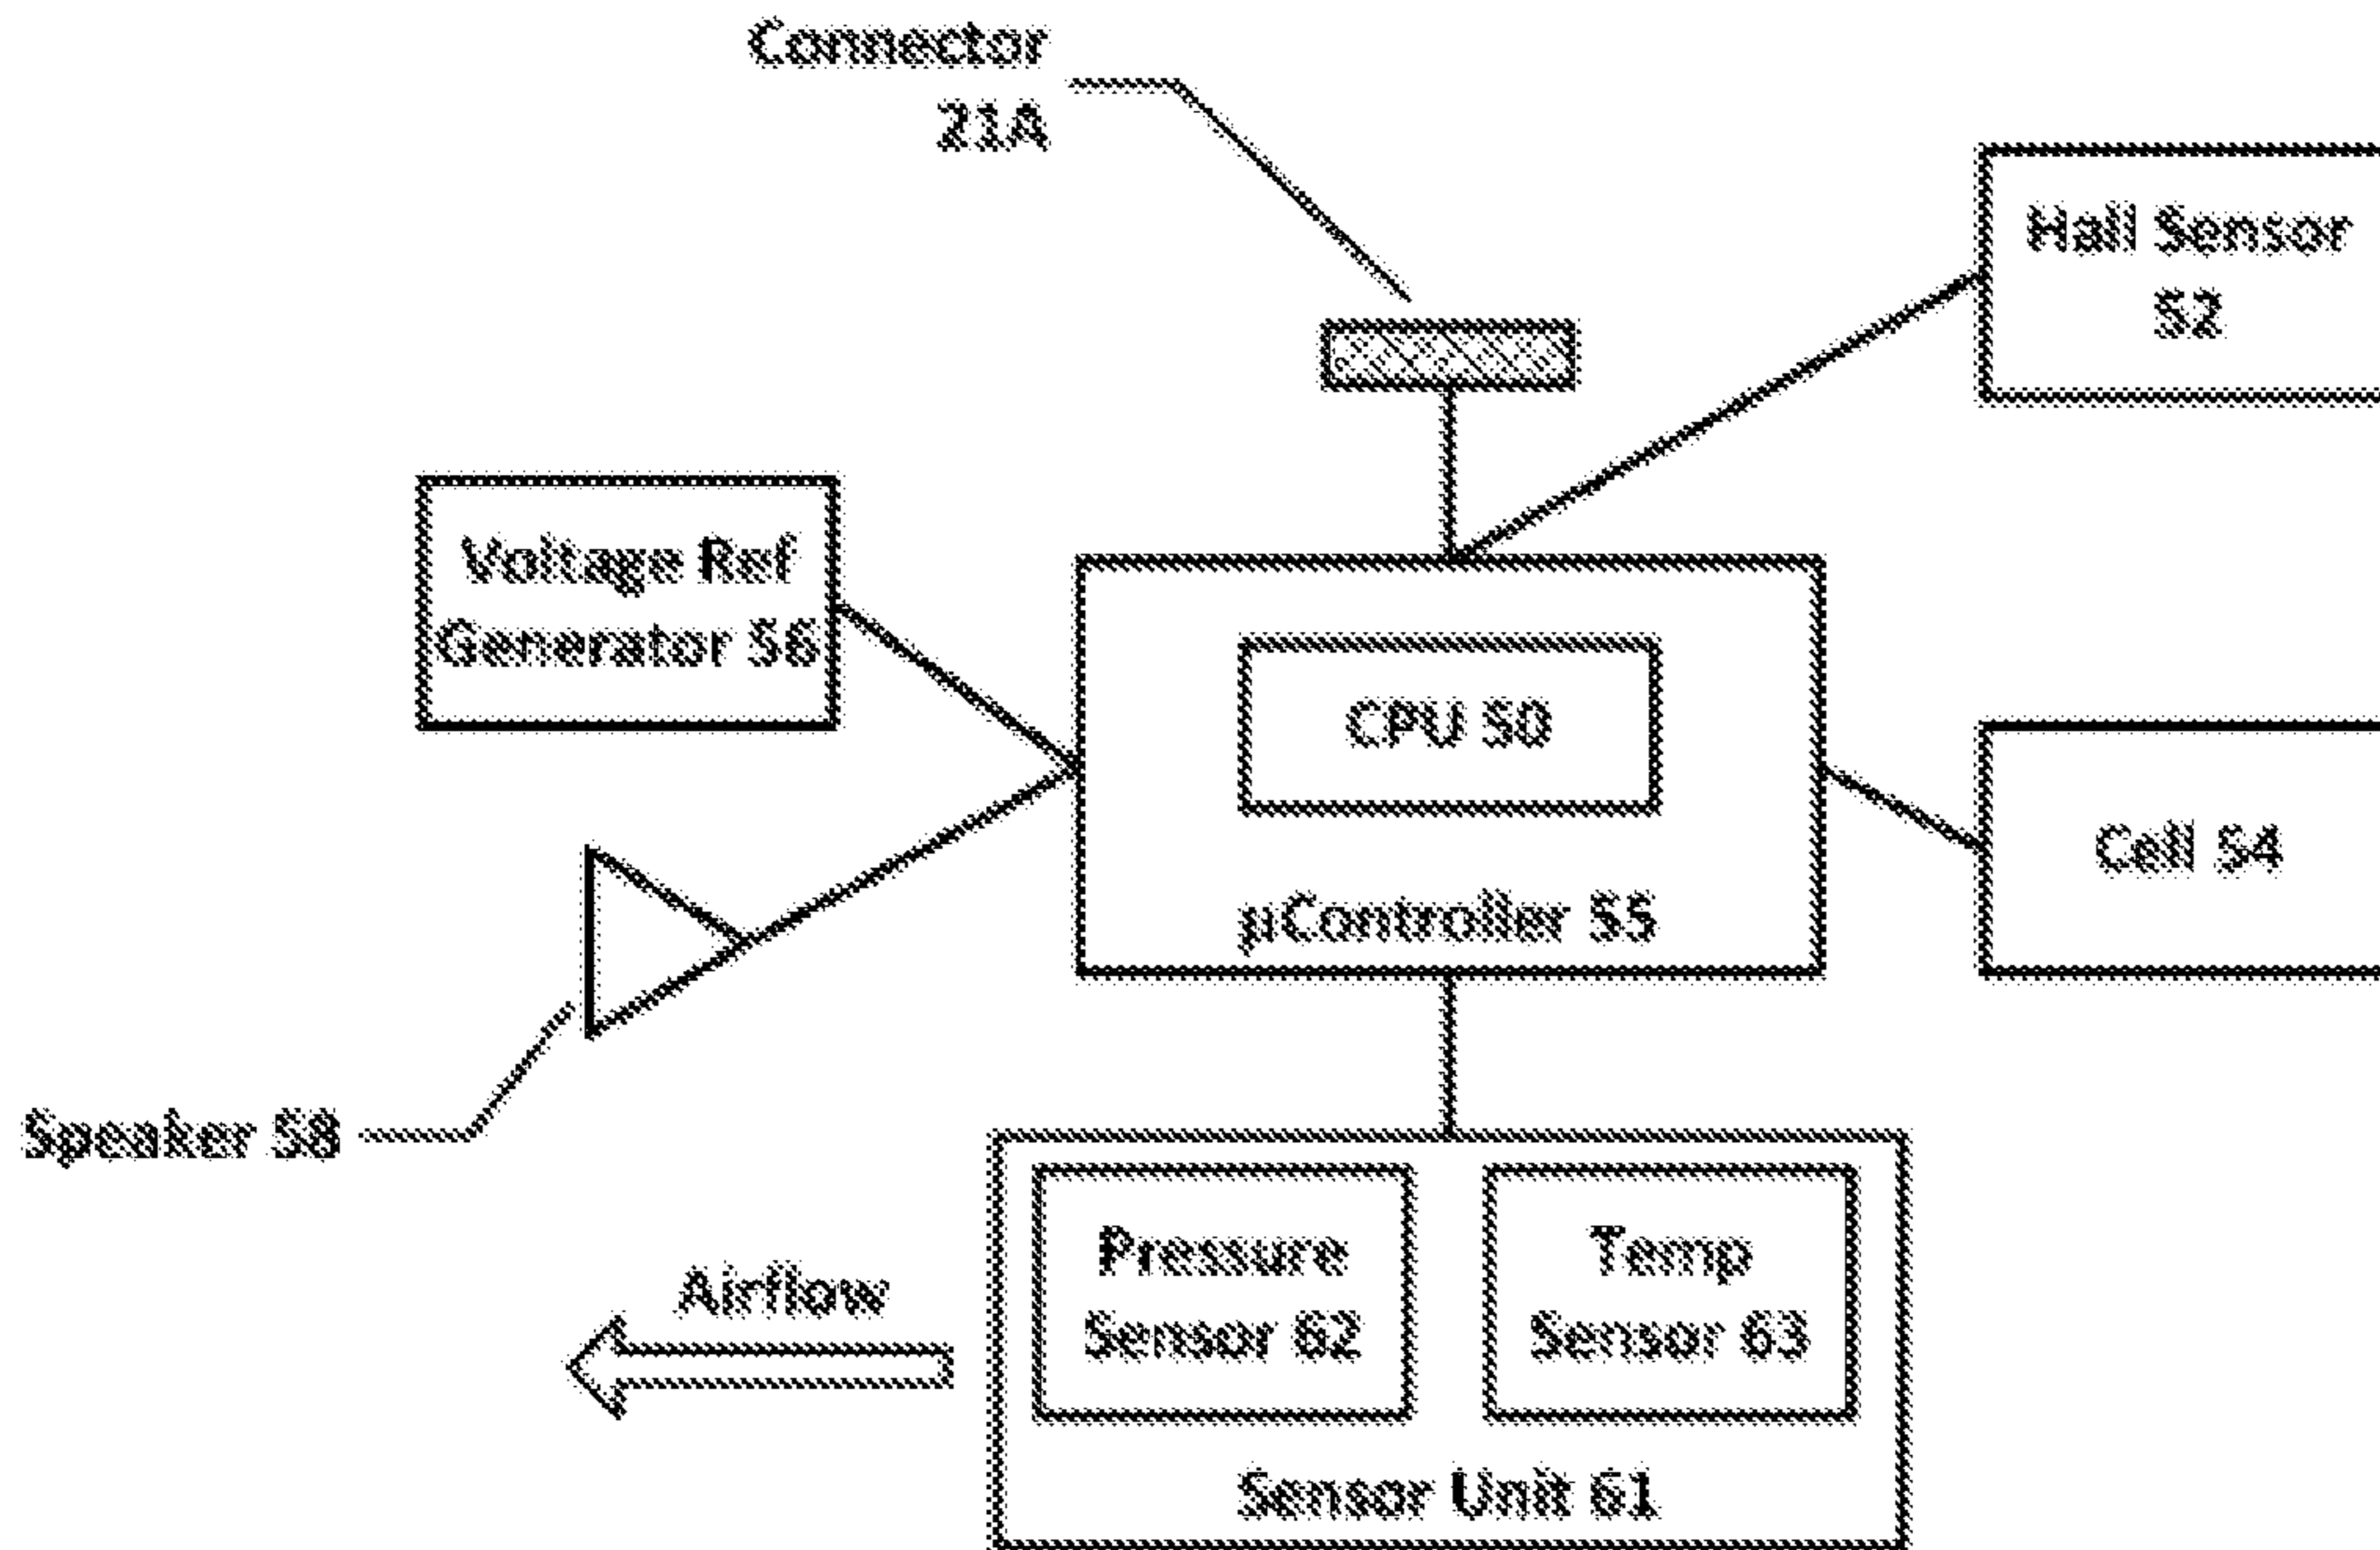 Connector
21A
Hall Sensor
52
Voltage Ref
Generator 56
CPU 50
µController 55
Cell 54
Speaker 58
Airflow
Pressure
Sensor 62
Temp
Sensor 63
Sensor Unit 61